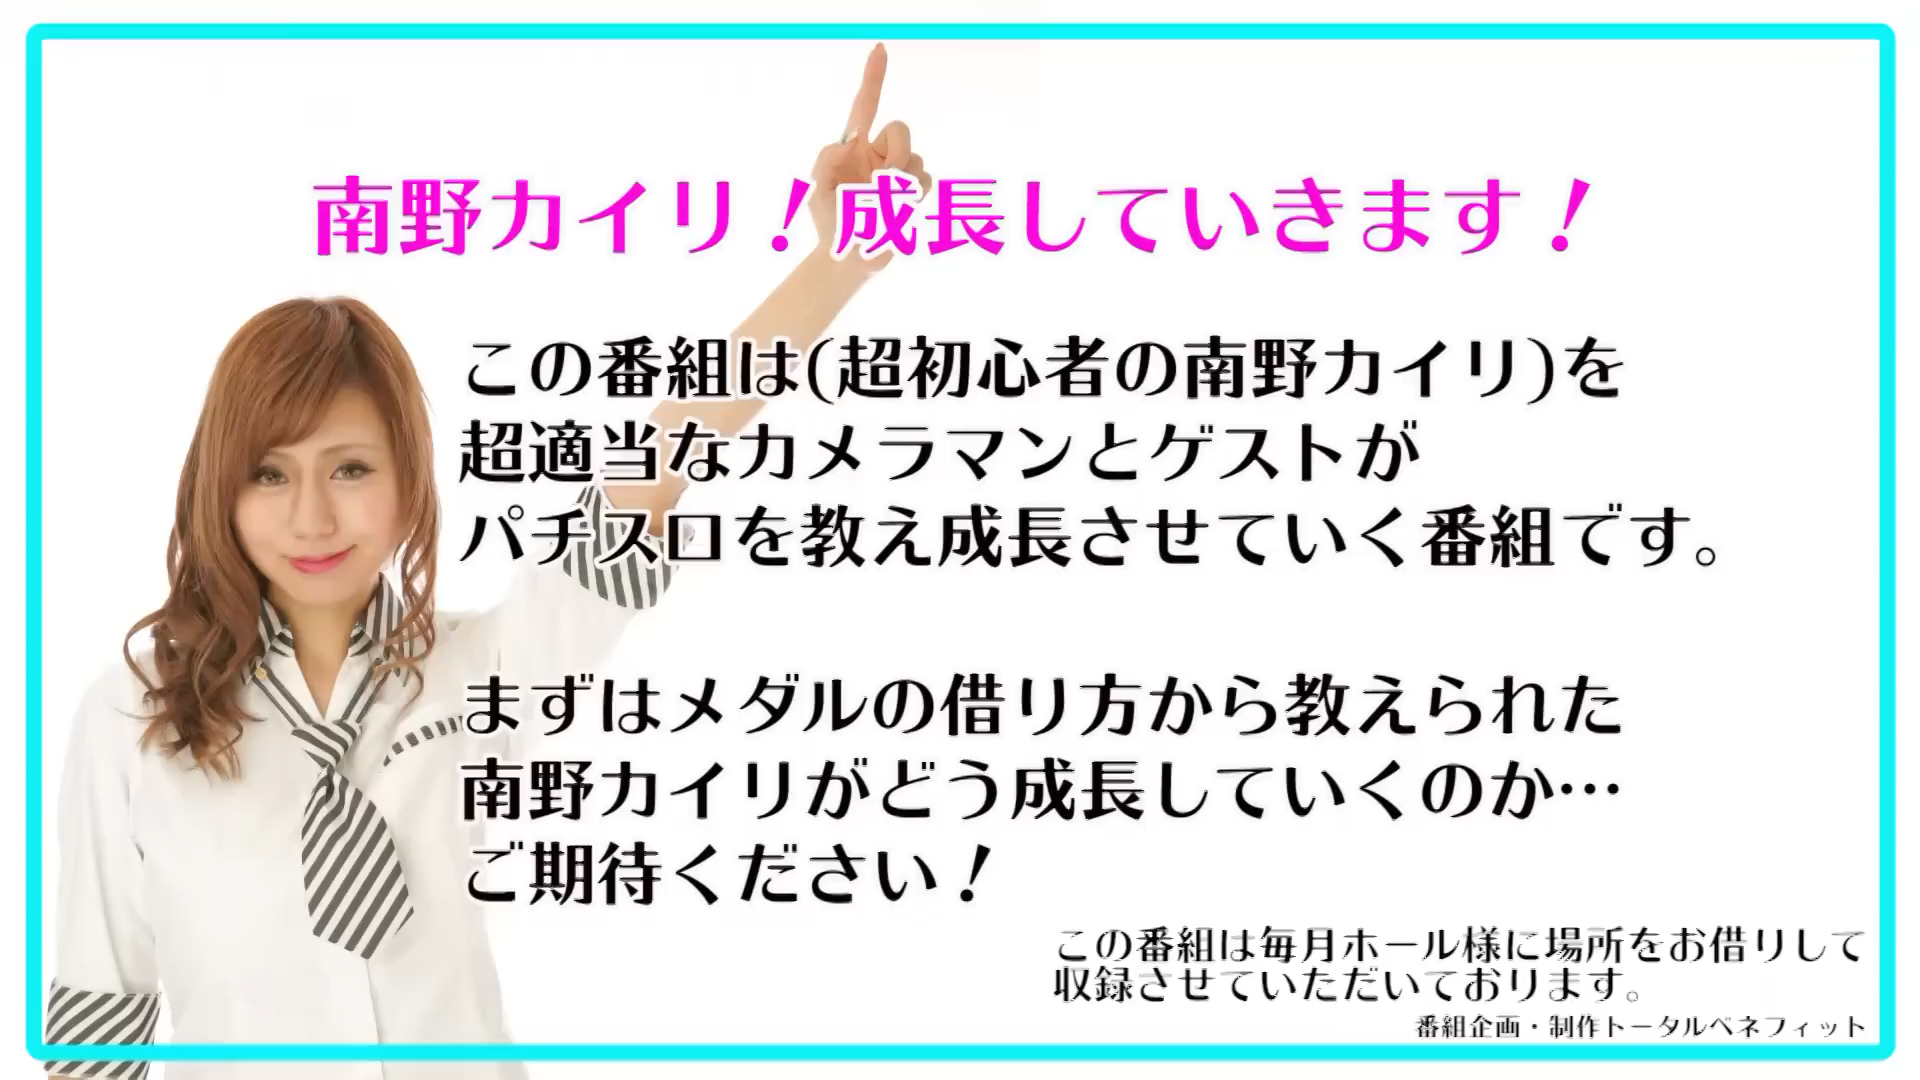 南野カイリ！成長していきます！
この番組は(超初心者の南野カイリ)を
超適当なカメラマンとゲストが
パチスロを教え成長させていく番組です。
まずはメダルの借り方から教えられた
南野カイリがどう成長していくのか…
ご期待ください！
この番組は毎月ホール様に場所をお借りして
収録させていただいております。
番組企画・制作トータルベネフィット